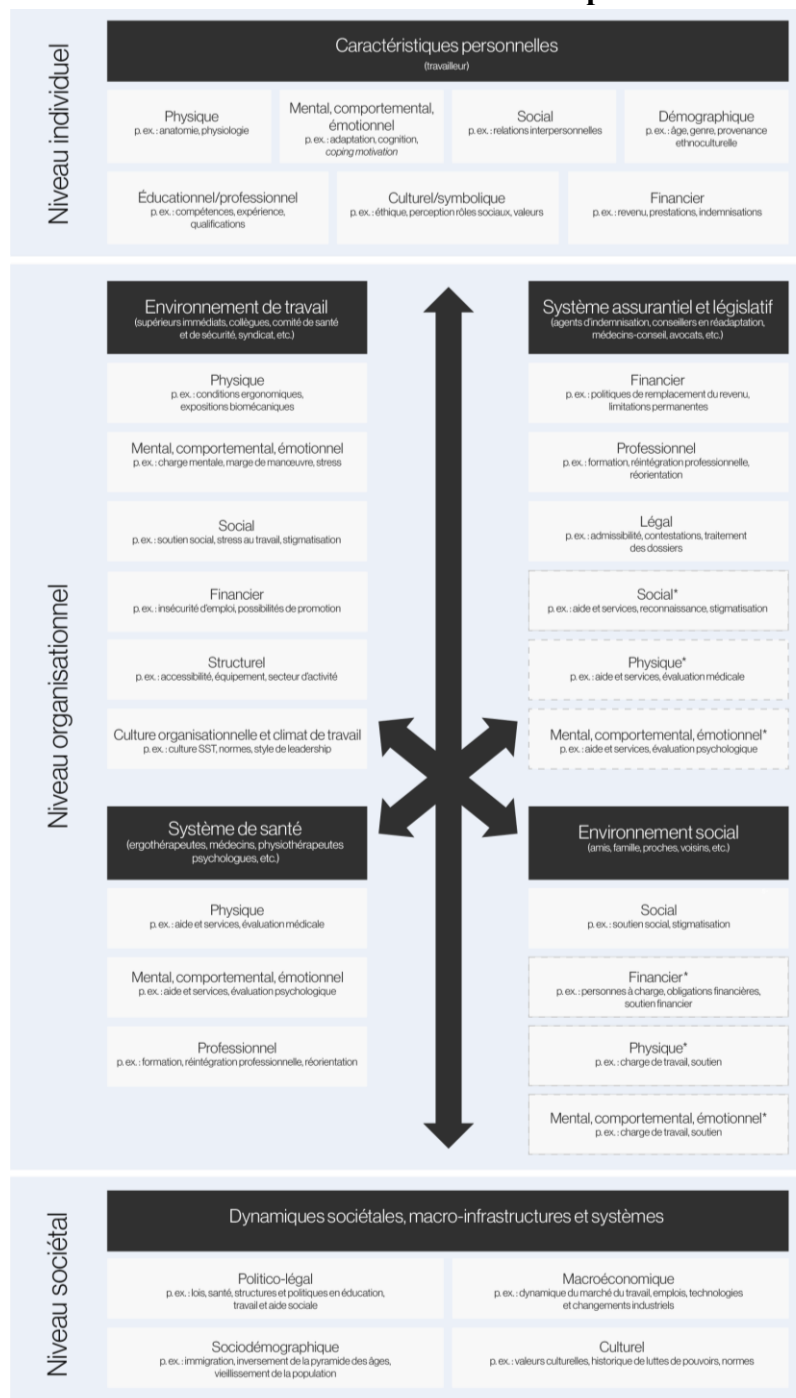 Niveau individuel
Caractéristiques personnelles
(travailleur)
Physique
p. ex. : anatomie, physiologie
Mental, comportemental,
émotionnel
p. ex. : adaptation, cognition,
coping motivation
Social
p. ex. : relations interpersonnelles
Démographique
p. ex. : âge, genre, provenance
ethnoculturelle
Éducationnel/professionnel
p. ex. : compétences, expérience,
qualifications
Culturel/symbolique
p. ex. : éthique, perception rôles sociaux, valeurs
Financier
p. ex. : revenu, prestations, indemnisations
Niveau organisationnel
Environnement de travail
(supérieurs immédiats, collègues, comité de santé
et de sécurité, syndicat, etc.)
Physique
p. ex. : conditions ergonomiques,
expositions biomécaniques
Mental, comportemental, émotionnel
p. ex. : charge mentale, marge de manœuvre, stress
Social
p. ex. : soutien social, stress au travail, stigmatisation
Financier
p. ex. : insécurité d'emploi, possibilités de promotion
Structurel
p. ex. : accessibilité, équipement, secteur d'activité
Culture organisationnelle et climat de travail
p. ex. : culture SST, normes, style de leadership
Système assurantiel et législatif
(agents d'indemnisation, conseillers en réadaptation,
médecins-conseil, avocats, etc.)
Financier
p. ex. : politiques de remplacement du revenu,
limitations permanentes
Professionnel
p. ex. : formation, réintégration professionnelle,
réorientation
Légal
p. ex. : admissibilité, contestations, traitement
des dossiers
Social*
p. ex. : aide et services, reconnaissance, stigmatisation
Physique*
p. ex. : aide et services, évaluation médicale
Mental, comportemental, émotionnel*
p. ex. : aide et services, évaluation psychologique
Système de santé
(ergothérapeutes, médecins, physiothérapeutes
psychologues, etc.)
Physique
p. ex. : aide et services, évaluation médicale
Mental, comportemental, émotionnel
p. ex. : aide et services, évaluation psychologique
Professionnel
p. ex. : formation, réintégration professionnelle, réorientation
Environnement social
(amis, famille, proches, voisins, etc.)
Social
p. ex. : soutien social, stigmatisation
Financier*
p. ex. : personnes à charge, obligations financières,
soutien financier
Physique*
p. ex. : charge de travail, soutien
Mental, comportemental, émotionnel*
p. ex. : charge de travail, soutien
Niveau sociétal
Dynamiques sociétales, macro-infrastructures et systèmes
Politico-légal
p. ex. : lois, santé, structures et politiques en éducation,
travail et aide sociale
Macroéconomique
p. ex. : dynamique du marché du travail, emplois, technologies
et changements industriels
Sociodémographique
p. ex. : immigration, inversement de la pyramide des âges,
vieillissement de la population
Culturel
p. ex. : valeurs culturelles, historique de luttes de pouvoirs, normes